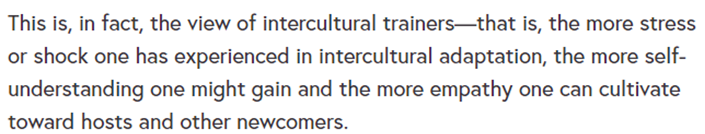 This is, in fact, the view of intercultural trainers—that is, the more stress
or shock one has experienced in intercultural adaptation, the more self-
understanding one might gain and the more empathy one can cultivate
toward hosts and other newcomers.